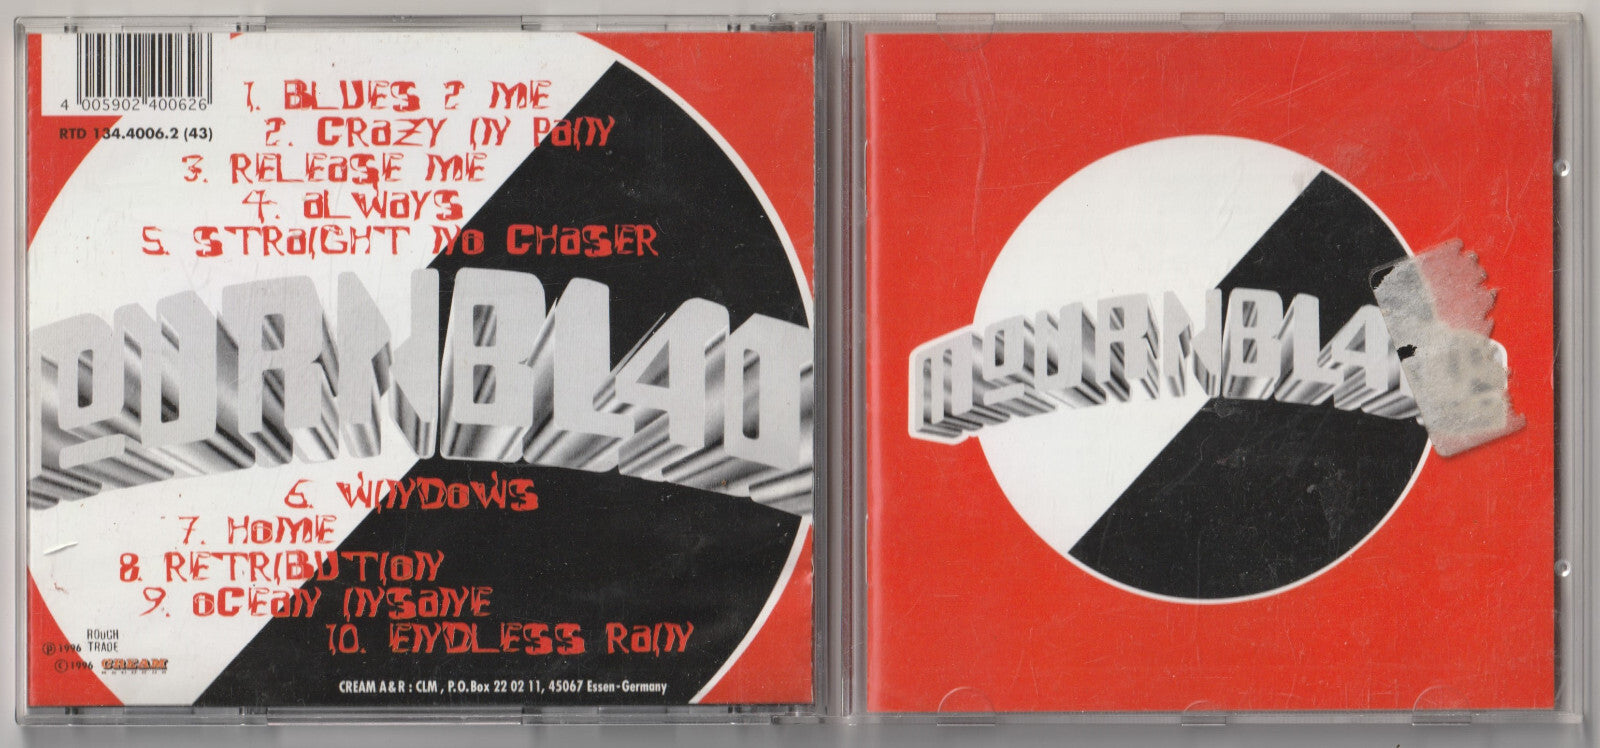 4 005902 400626
RTD 134.4006.2 (43)
1. BLUES 2 ME
2. CRaZY IN PaIN
3. RELEaSE ME
4. aLWaYS
5. STRaIGHT No CHaSER
6. WINDoWS
7. HoME
8. RETRIBUTIoN
9. oCEaN INSaNE
10. ENDLESS RaIN
ROUGH
TRADE
℗1996
©1996 CREAM
RECORDS
CREAM A&R : CLM , P.O.Box 22 02 11, 45067 Essen-Germany
MOURNBLA